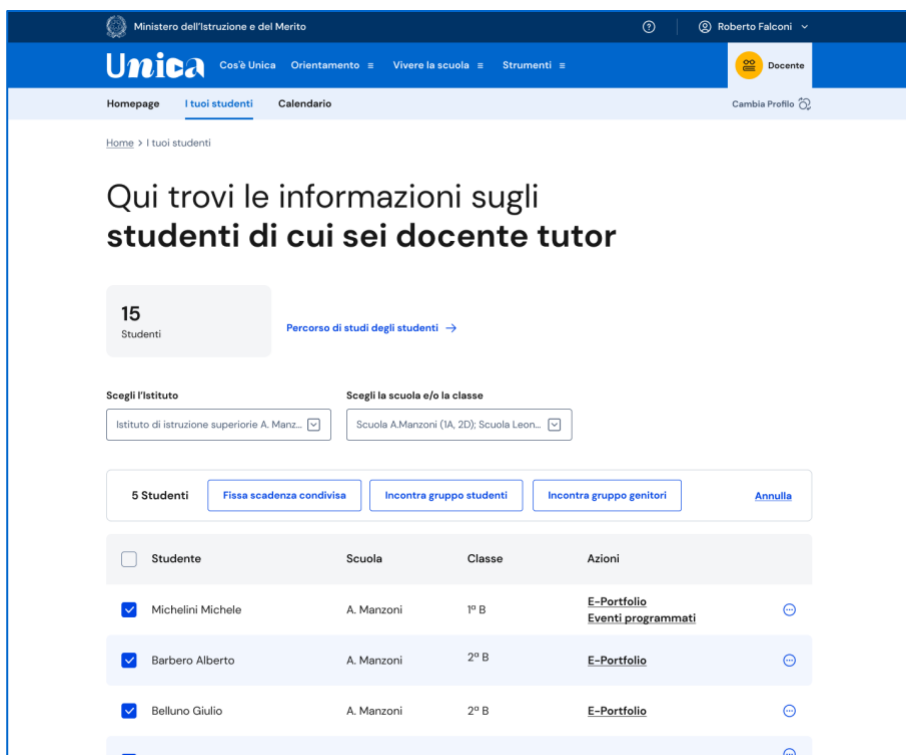 Ministero dell'Istruzione e del Merito
Roberto Falconi
Unica Cos'è Unica Orientamento Vivere la scuola Strumenti Docente
Homepage I tuoi studenti Calendario Cambia Profilo
Home > I tuoi studenti
Qui trovi le informazioni sugli
studenti di cui sei docente tutor
15
Studenti
Percorso di studi degli studenti →
Scegli l'Istituto Scegli la scuola e/o la classe
Istituto di istruzione superiorie A. Manz... Scuola A.Manzoni (1A, 2D); Scuola Leon...
5 Studenti Fissa scadenza condivisa Incontra gruppo studenti Incontra gruppo genitori Annulla
Studente Scuola Classe Azioni
Michelini Michele A. Manzoni 1ª B E-Portfolio
Eventi programmati
Barbero Alberto A. Manzoni 2ª B E-Portfolio
Belluno Giulio A. Manzoni 2ª B E-Portfolio